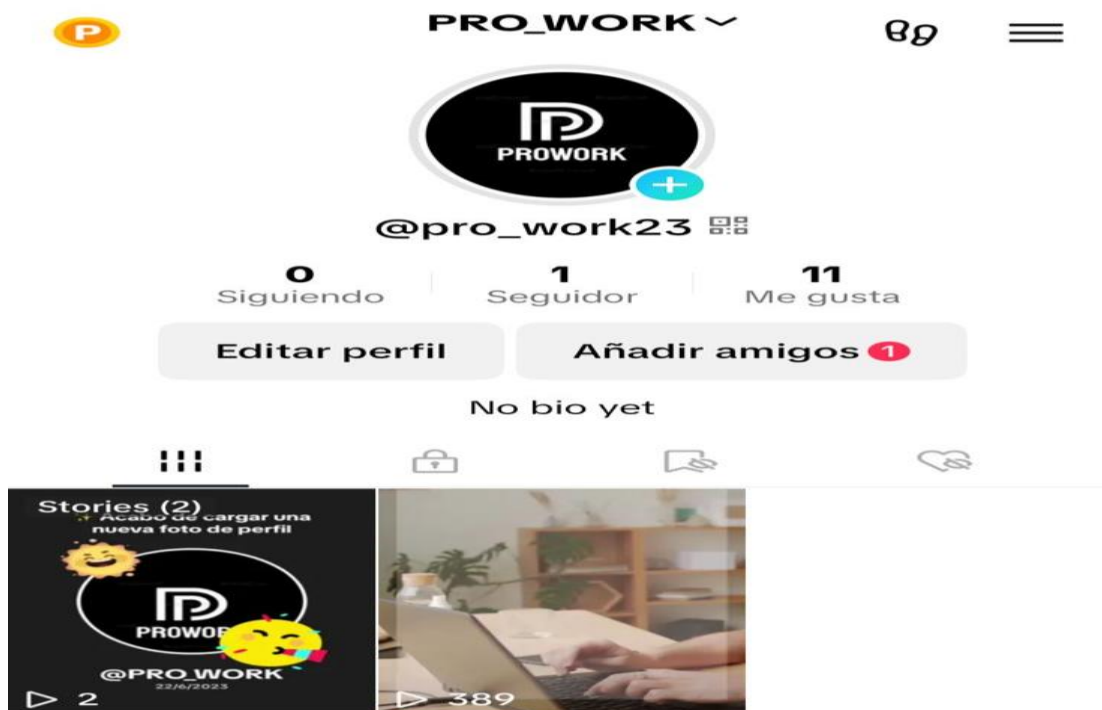 P
PRO_WORK
PROWORK
@pro_work23
0
Siguiendo
1
Seguidor
11
Me gusta
Editar perfil
Añadir amigos 1
No bio yet
Stories (2)
Acabo de cargar una
nueva foto de perfil
@PRO_WORK
22/6/2023
2
389